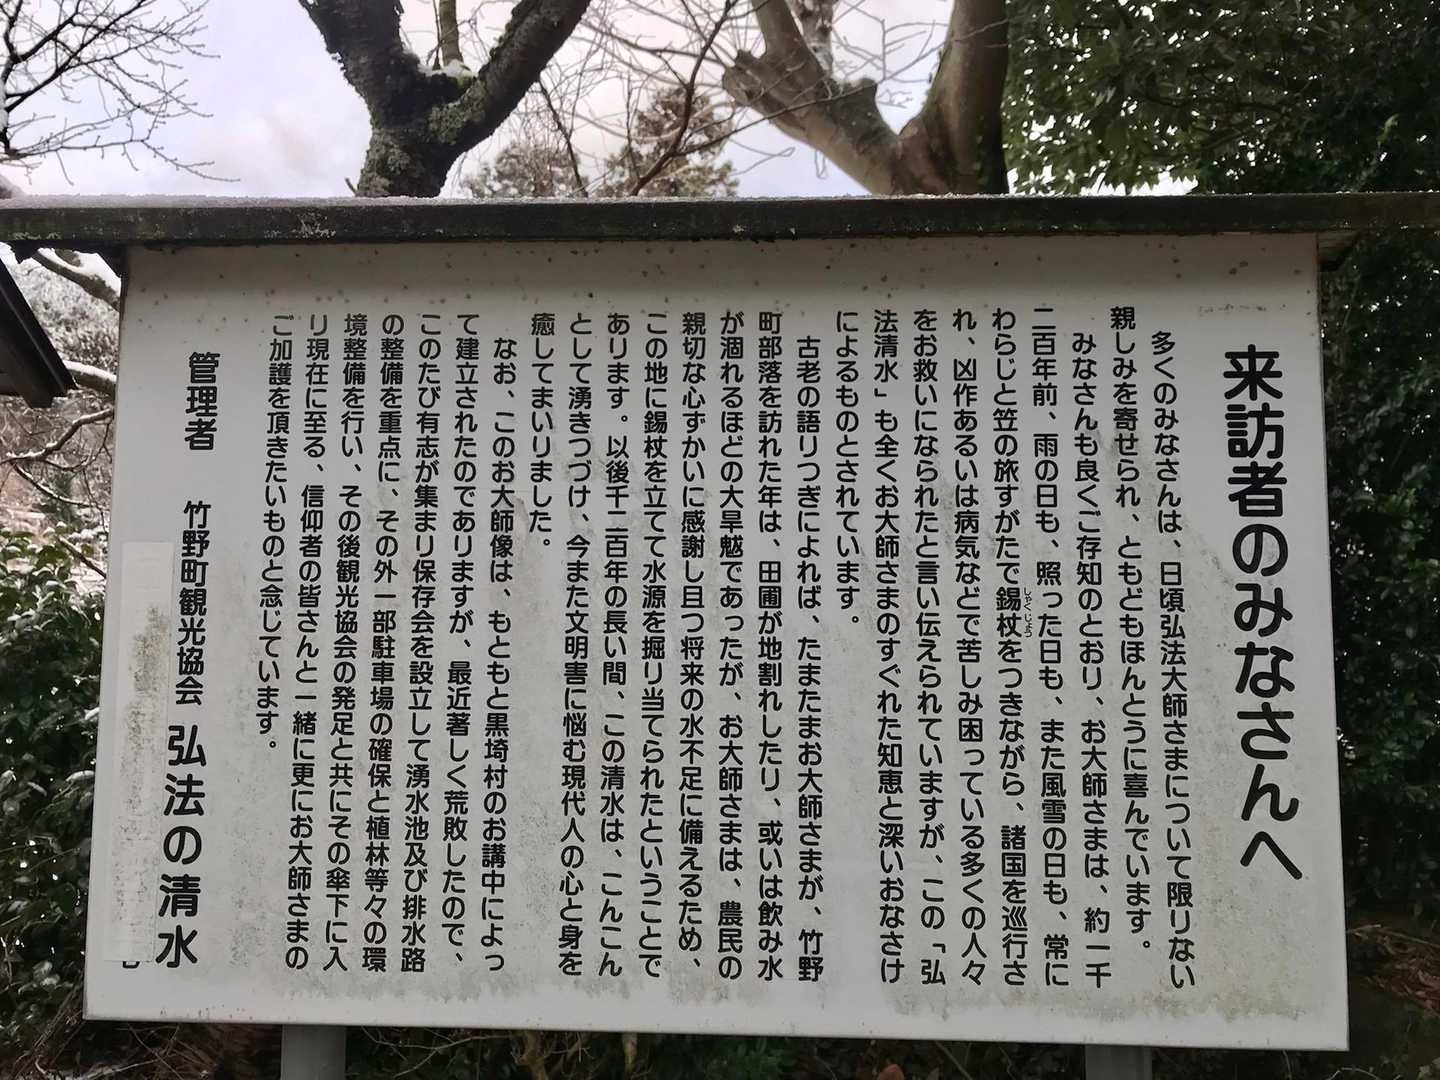 来訪者のみなさんへ
多くのみなさんは、日頃弘法大師さまについて限りない
親しみを寄せられ、ともどもほんとうに喜んでいます。
みなさんも良くご存知のとおり、お大師さまは、約一千
二百年前、雨の日も、照った日も、また風雪の日も、常に
わらじと笠の旅すがたで錫杖をつきながら、諸国を巡行さ
しゃくじょう
れ、凶作あるいは病気などで苦しみ困っている多くの人々
をお救いになられたと言い伝えられていますが、この「弘
法清水」も全くお大師さまのすぐれた知恵と深いおなさけ
によるものとされています。
古老の語りつぎによれば、たまたまお大師さまが、竹野
町部落を訪れた年は、田圃が地割れしたり、或いは飲み水
が涸れるほどの大旱魃であったが、お大師さまは、農民の
親切な心ずかいに感謝し且つ将来の水不足に備えるため、
この地に錫杖を立てて水源を掘り当てられたということで
あります。以後千二百年の長い間、この清水は、こんこん
として湧きつづけ、今また文明害に悩む現代人の心と身を
癒してまいりました。
なお、このお大師像は、もともと黒埼村のお講中によっ
て建立されたのでありますが、最近著しく荒敗したので、
このたび有志が集まり保存会を設立して湧水池及び排水路
の整備を重点に、その外一部駐車場の確保と植林等々の環
境整備を行い、その後観光協会の発足と共にその傘下に入
り現在に至る、信仰者の皆さんと一緒に更にお大師さまの
ご加護を頂きたいものと念じています。
管理者　竹野町観光協会 弘法の清水